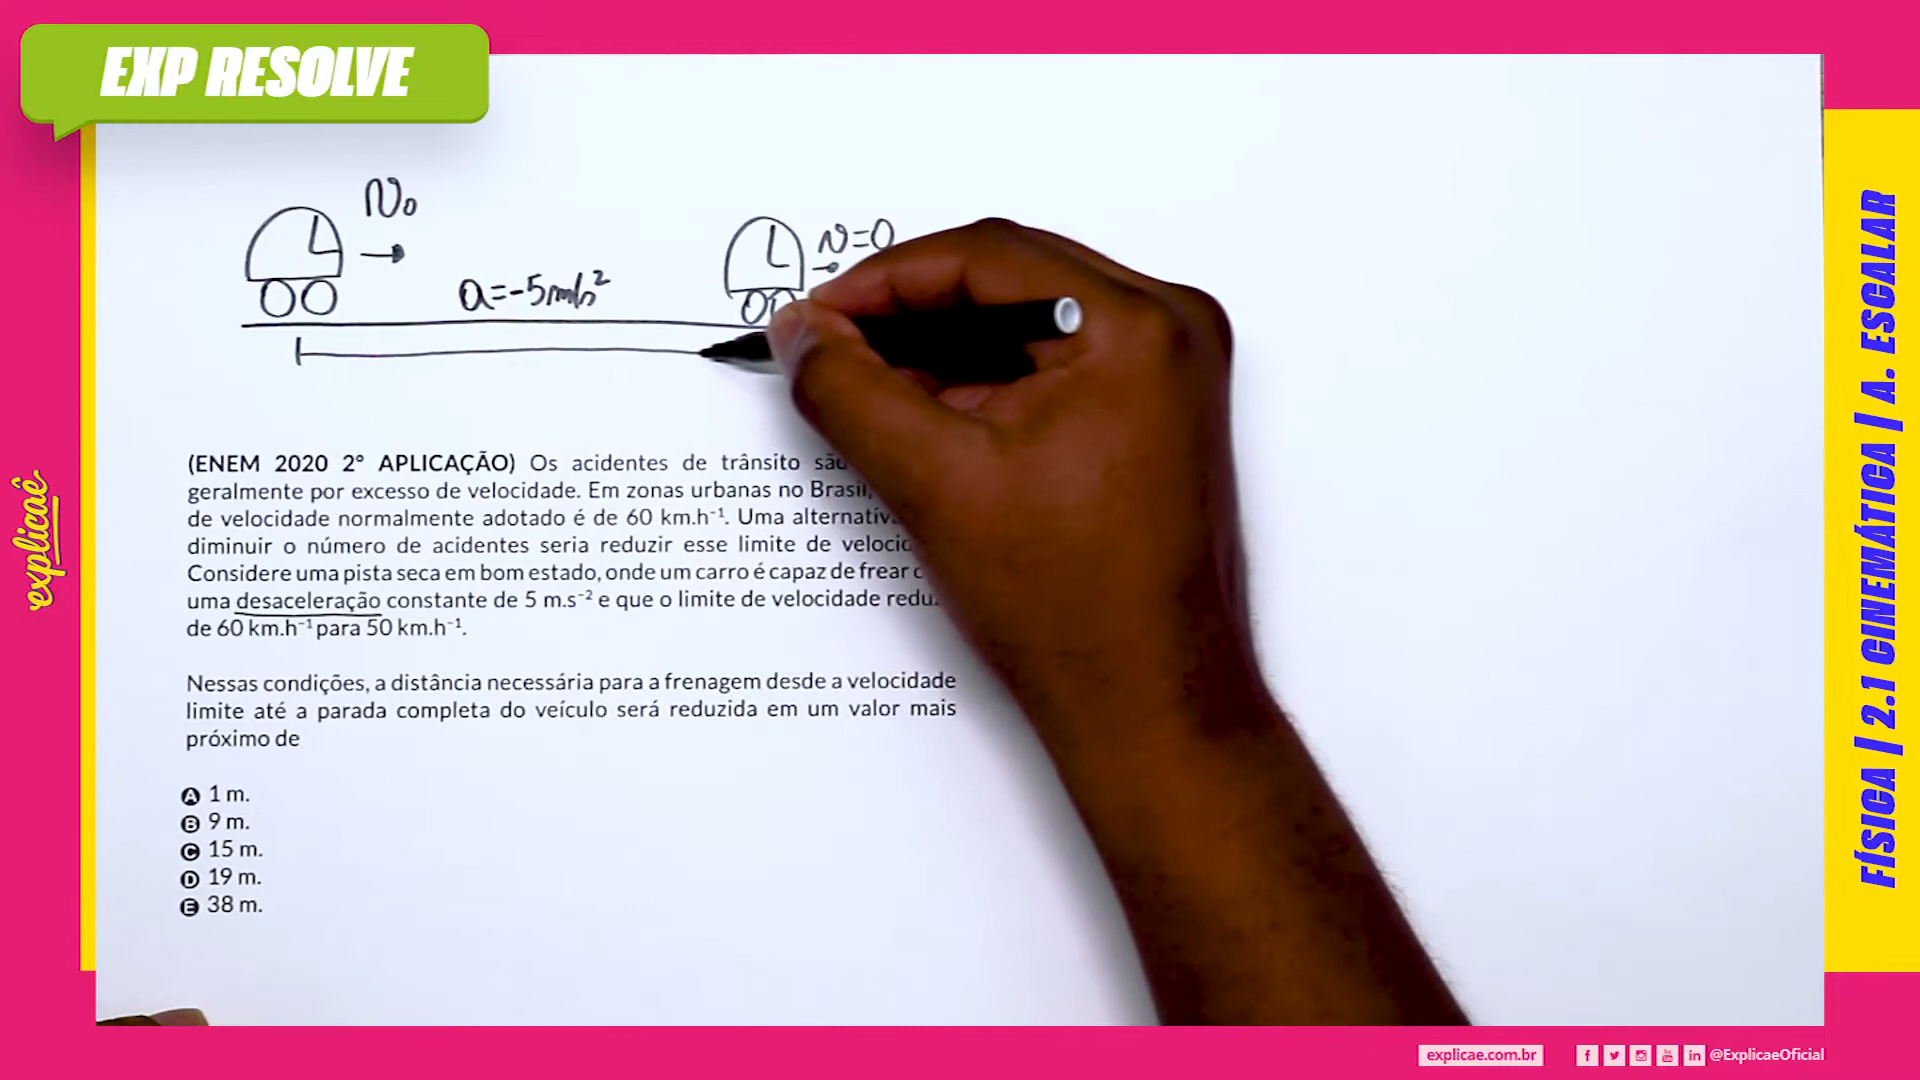 EXP RESOLVE
v₀
v=0
a=-5m/s²
(ENEM 2020 2º APLICAÇÃO) Os acidentes de trânsito são
geralmente por excesso de velocidade. Em zonas urbanas no Brasil,
de velocidade normalmente adotado é de 60 km.h⁻¹. Uma
diminuir o número de acidentes seria reduzir esse limite de
Considere uma pista seca em bom estado, onde um carro é capaz de frear
uma desaceleração constante de 5 m.s⁻² e que o limite de velocidade
de 60 km.h⁻¹ para 50 km.h⁻¹.
Nessas condições, a distância necessária para a frenagem desde a velocidade
limite até a parada completa do veículo será reduzida em um valor mais
próximo de
A 1 m.
B 9 m.
C 15 m.
D 19 m.
E 38 m.
explicaê
FÍSICA | 2.1 CINEMÁTICA | A. ESCALAR
explicae.com.br
@ExplicaeOficial